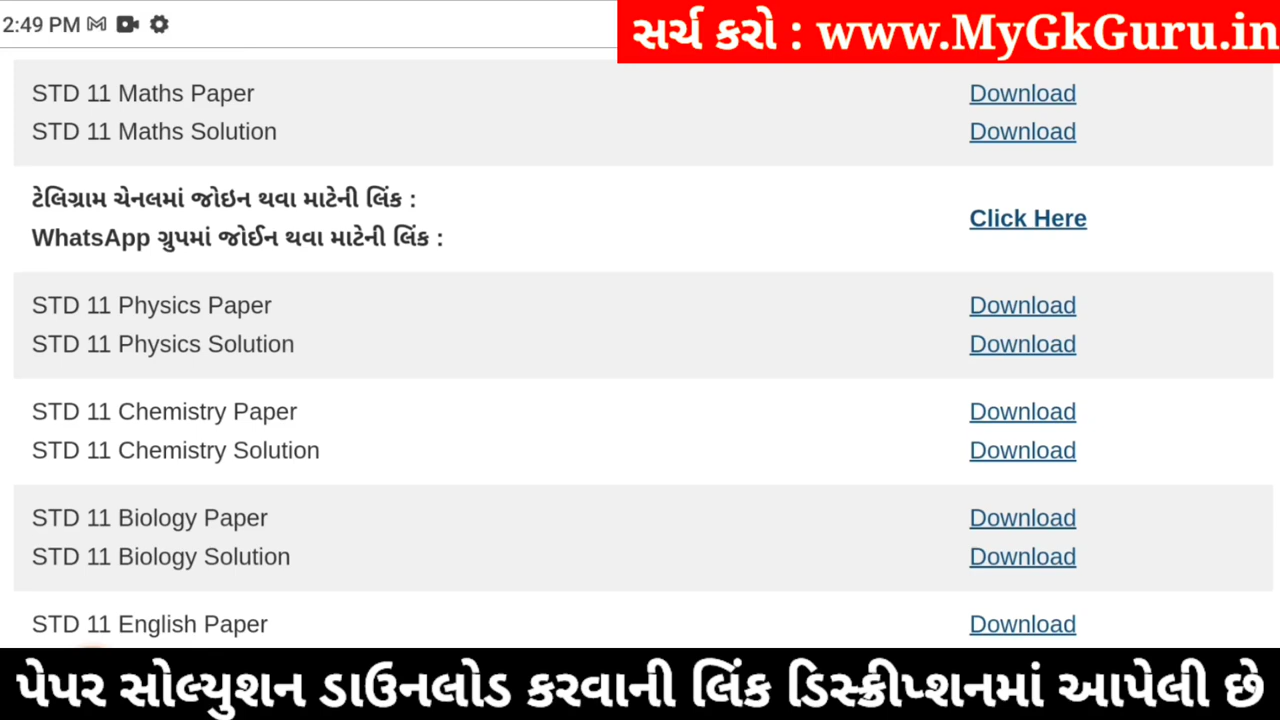 2:49 PM
સર્ચ કરો : www.MyGkGuru.in
STD 11 Maths Paper Download
STD 11 Maths Solution Download
ટેલિગ્રામ ચેનલમાં જોઇન થવા માટેની લિંક :
Click Here
WhatsApp ગ્રુપમાં જોઈન થવા માટેની લિંક :
STD 11 Physics Paper Download
STD 11 Physics Solution Download
STD 11 Chemistry Paper Download
STD 11 Chemistry Solution Download
STD 11 Biology Paper Download
STD 11 Biology Solution Download
STD 11 English Paper Download
પેપર સોલ્યુશન ડાઉનલોડ કરવાની લિંક ડિસ્ક્રીપ્શનમાં આપેલી છે